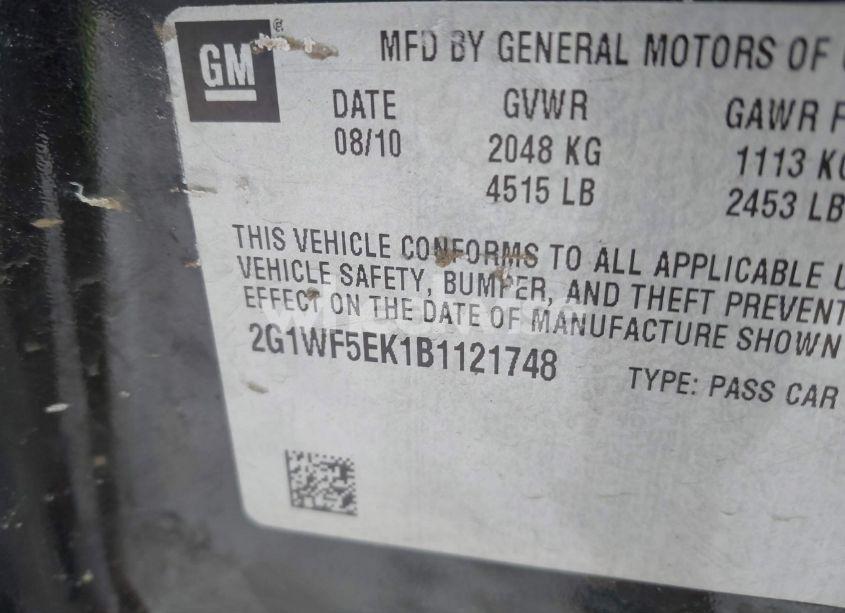 GM ®
MFD BY GENERAL MOTORS OF
DATE GVWR GAWR F
08/10 2048 KG 1113 KG
4515 LB 2453 LB
THIS VEHICLE CONFORMS TO ALL APPLICABLE U
VEHICLE SAFETY, BUMPER, AND THEFT PREVENT
EFFECT ON THE DATE OF MANUFACTURE SHOWN
2G1WF5EK1B1121748 TYPE: PASS CAR